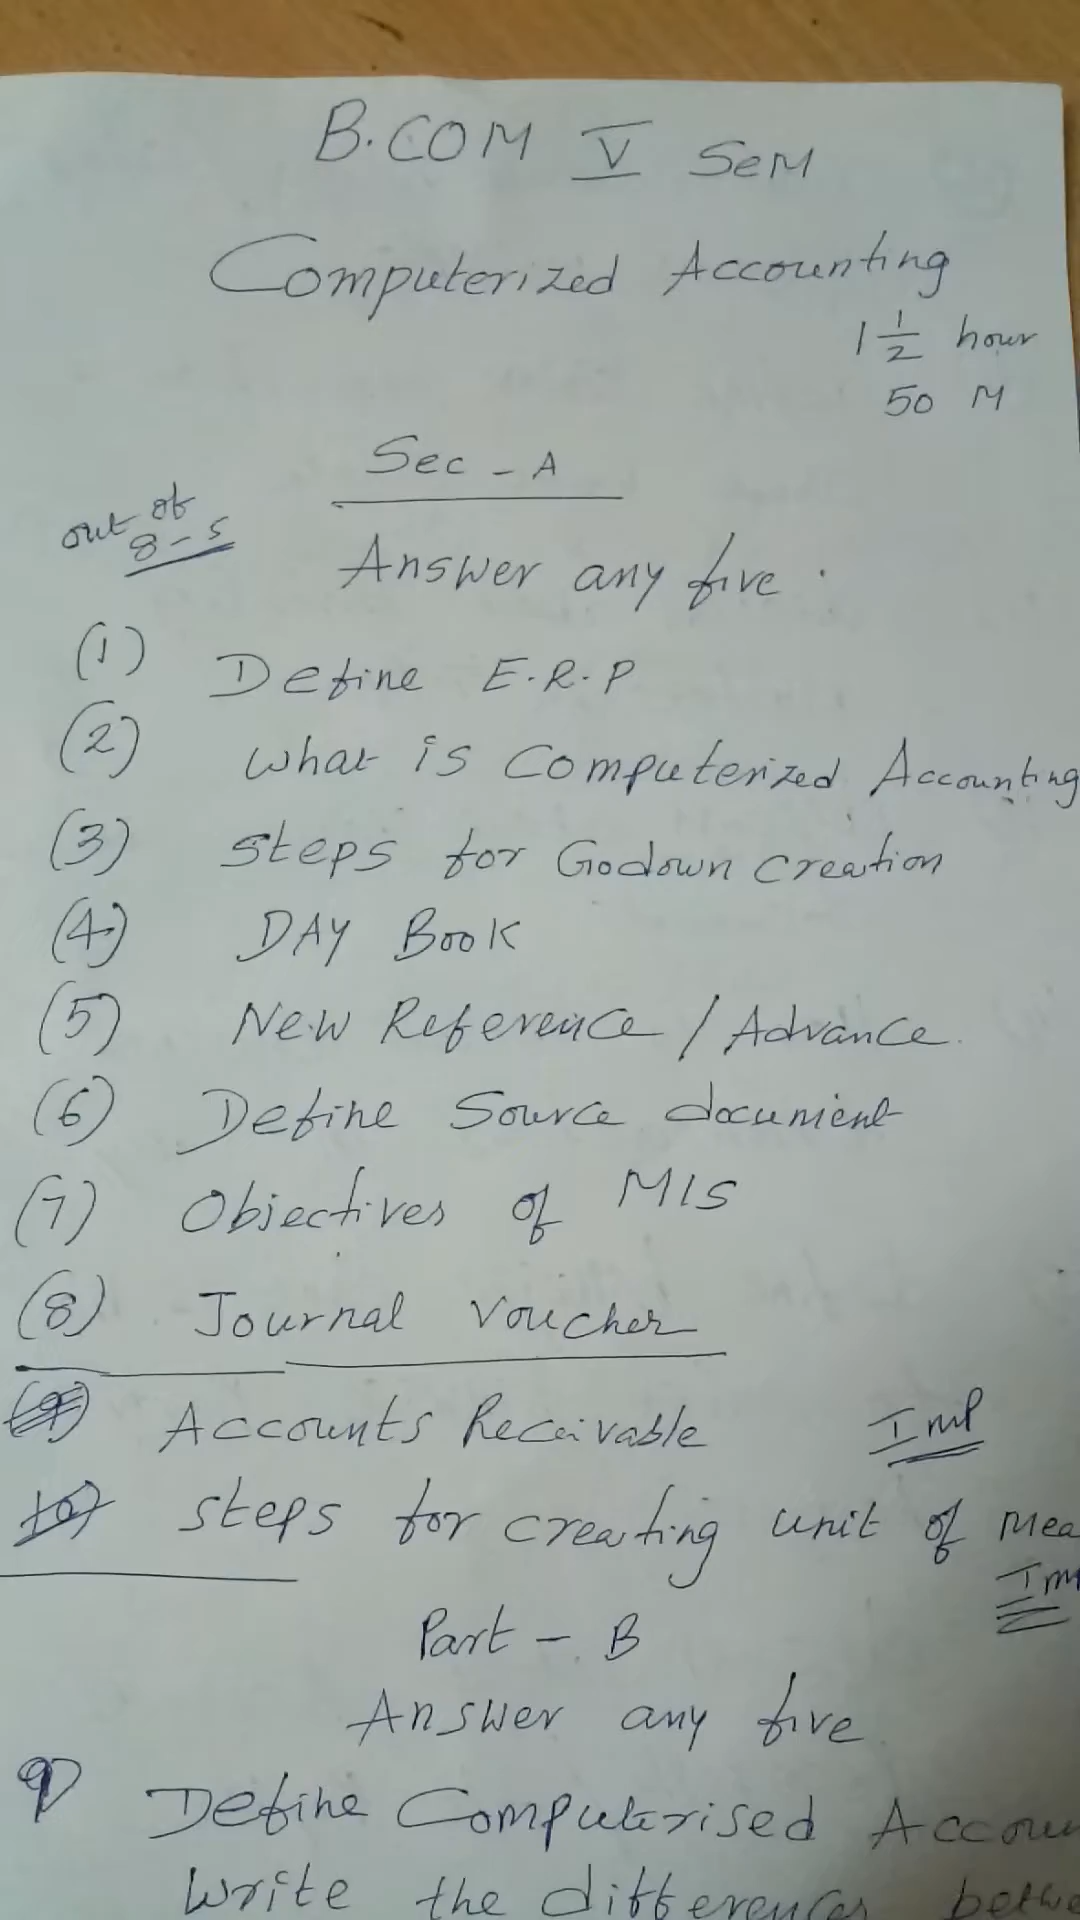 B.COM V SeM
Computerized Accounting
1 1/2 hour
50 M
Sec - A
out of
8 - 5
Answer any five.
(1) Define E.R.P
(2) what is Computerized Accounting
(3) steps for Godown creation
(4) DAY Book
(5) New Reference / Advance.
(6) Define Source document
(7) Objectives of MIS
(8) Journal Voucher
(9) Accounts Receivable Imp
(10) steps for creating unit of Mea
Im
Part - B
Answer any five
9) Define Computerised Accou
Write the differences betwe